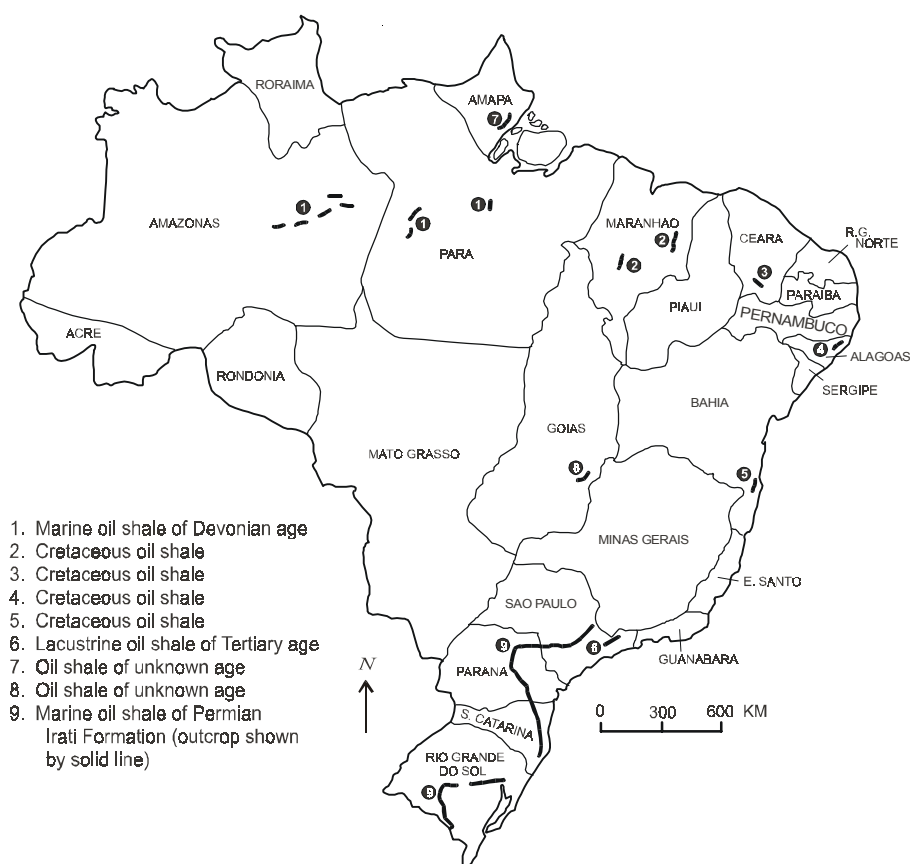 RORAIMA
AMAPA
7
1
1
1
AMAZONAS
PARA
MARANHAO
2
2
CEARA
R.G.
NORTE
3
PARAIBA
PIAUI
PERNAMBUCO
4
ALAGOAS
SERGIPE
ACRE
RONDONIA
BAHIA
GOIAS
MATO GRASSO
8
5
MINAS GERAIS
E. SANTO
SAO PAULO
GUANABARA
9
6
PARANA
S. CATARINA
RIO GRANDE
DO SOL
9
1. Marine oil shale of Devonian age
2. Cretaceous oil shale
3. Cretaceous oil shale
4. Cretaceous oil shale
5. Cretaceous oil shale
6. Lacustrine oil shale of Tertiary age
7. Oil shale of unknown age
8. Oil shale of unknown age
9. Marine oil shale of Permian
Irati Formation (outcrop shown
by solid line)
N
0 300 600 KM